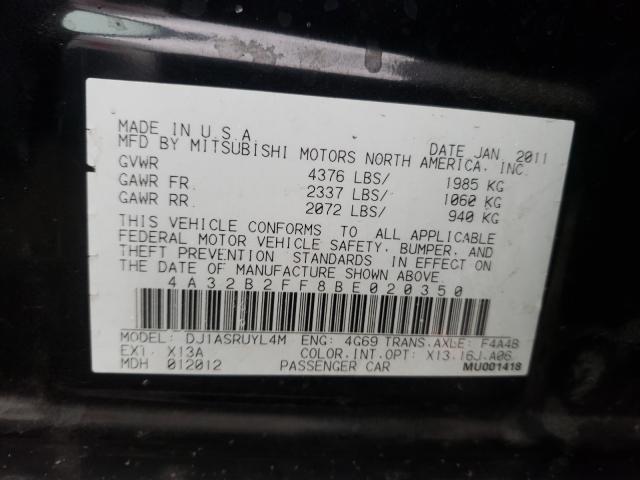 MADE IN U.S.A. DATE JAN. 2011
MFD BY MITSUBISHI MOTORS NORTH AMERICA, INC.
GVWR 4376 LBS/ 1985 KG
GAWR FR. 2337 LBS/ 1060 KG
GAWR RR. 2072 LBS/ 940 KG
THIS VEHICLE CONFORMS TO ALL APPLICABLE
FEDERAL MOTOR VEHICLE SAFETY, BUMPER, AND
THEFT PREVENTION STANDARDS IN EFFECT ON
THE DATE OF MANUFACTURE SHOWN ABOVE
4A32B2FF8BE020350
MODEL: DJ1ASRUYL4M ENG: 4G69 TRANS. AXLE: F4A4B
EXT. X13A COLOR. INT. OPT: X13.16J.A06
MDH 012012 PASSENGER CAR MU001418